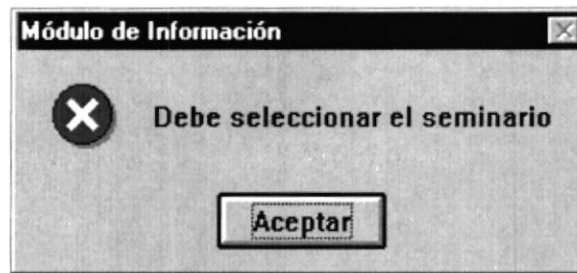 Módulo de Información
Debe seleccionar el seminario
Aceptar